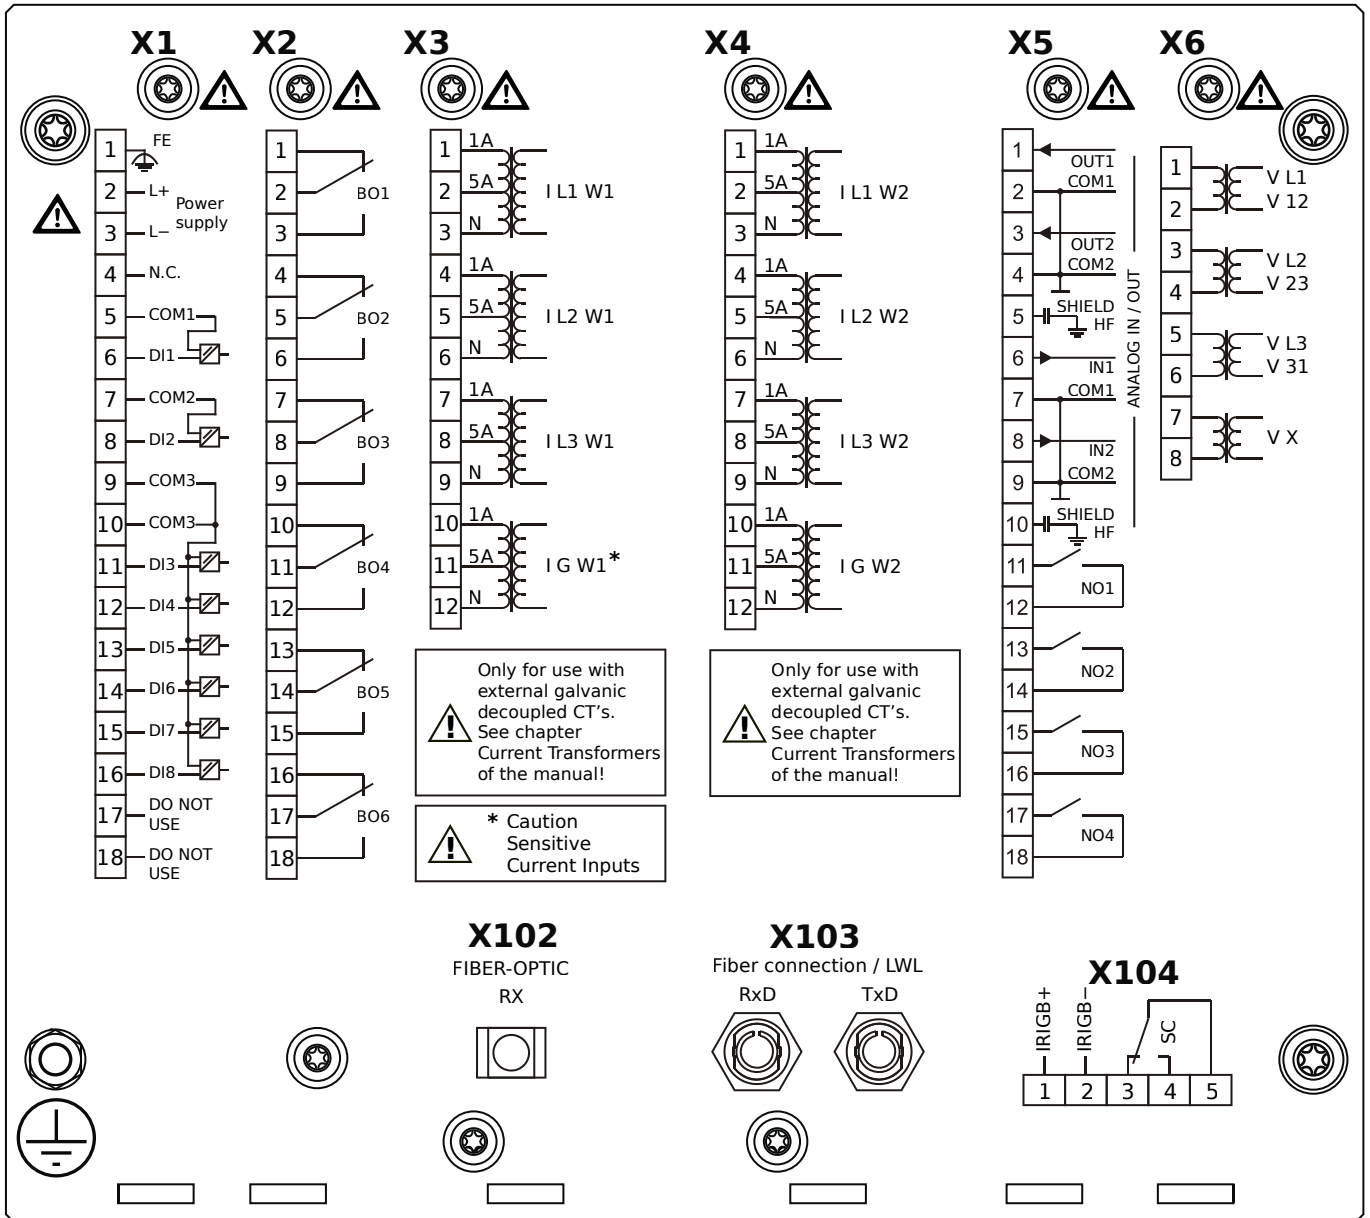 X1 X2 X3 X4 X5 X6
1 FE
2 L+
Power
supply
3 L−
4 N.C.
5 COM1
6 DI1
7 COM2
8 DI2
9 COM3
10 COM3
11 DI3
12 DI4
13 DI5
14 DI6
15 DI7
16 DI8
17 DO NOT
USE
18 DO NOT
USE
1
2 BO1
3
4
5 BO2
6
7
8 BO3
9
10
11 BO4
12
13
14 BO5
15
16
17 BO6
18
1 1A
2 5A I L1 W1
3 N
4 1A
5 5A I L2 W1
6 N
7 1A
8 5A I L3 W1
9 N
10 1A
11 5A I G W1*
12 N
Only for use with
external galvanic
decoupled CT's.
See chapter
Current Transformers
of the manual!
* Caution
Sensitive
Current Inputs
1 1A
2 5A I L1 W2
3 N
4 1A
5 5A I L2 W2
6 N
7 1A
8 5A I L3 W2
9 N
10 1A
11 5A I G W2
12 N
Only for use with
external galvanic
decoupled CT's.
See chapter
Current Transformers
of the manual!
1 OUT1
2 COM1
3 OUT2
4 COM2
5 SHIELD
HF
6 IN1
7 COM1
8 IN2
9 COM2
10 SHIELD
HF
ANALOG IN / OUT
11
NO1
12
13
NO2
14
15
NO3
16
17
NO4
18
1 V L1
2 V 12
3 V L2
4 V 23
5 V L3
6 V 31
7
V X
8
X102
FIBER-OPTIC
RX
X103
Fiber connection / LWL
RxD TxD
X104
IRIGB+
IRIGB−
SC
1 2 3 4 5